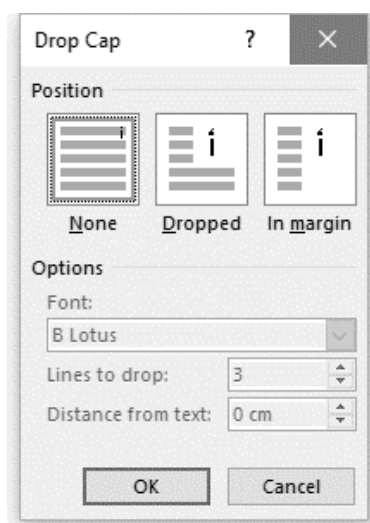 Drop Cap ?
Position
None Dropped In margin
Options
Font:
B Lotus
Lines to drop: 3
Distance from text: 0 cm
OK Cancel